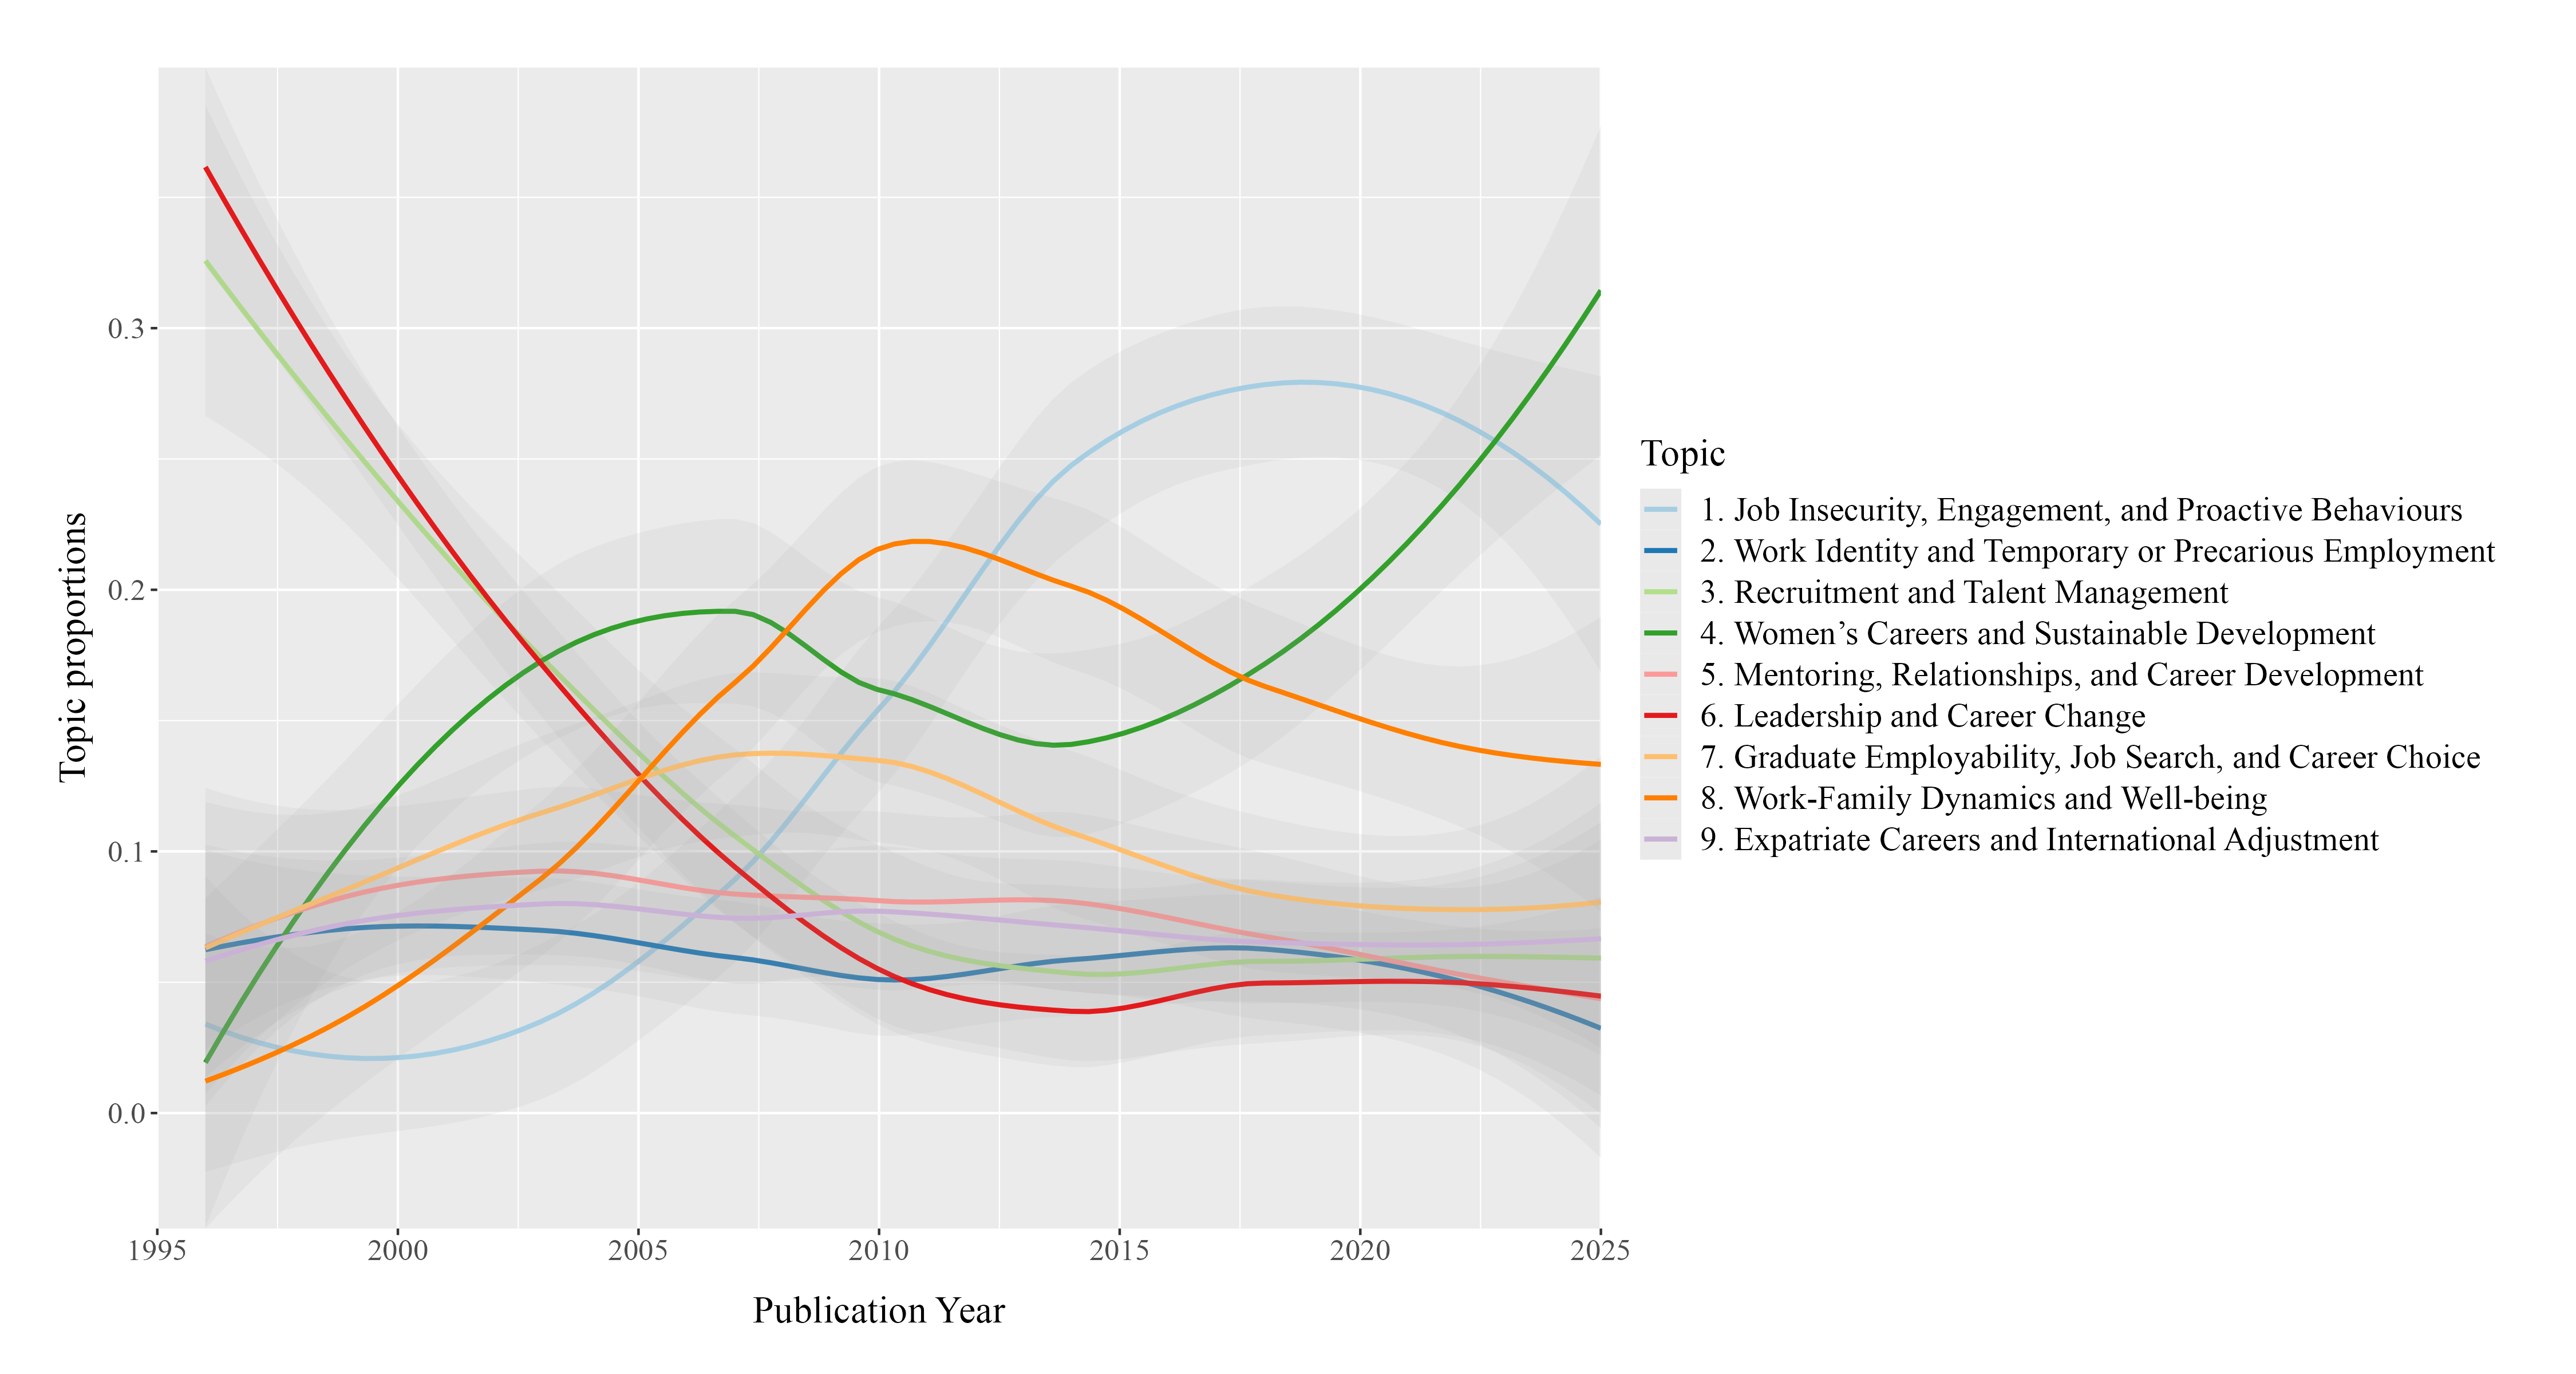 Topic proportions
0.3
0.2
0.1
0.0
1995 2000 2005 2010 2015 2020 2025
Publication Year
Topic
1. Job Insecurity, Engagement, and Proactive Behaviours
2. Work Identity and Temporary or Precarious Employment
3. Recruitment and Talent Management
4. Women’s Careers and Sustainable Development
5. Mentoring, Relationships, and Career Development
6. Leadership and Career Change
7. Graduate Employability, Job Search, and Career Choice
8. Work-Family Dynamics and Well-being
9. Expatriate Careers and International Adjustment